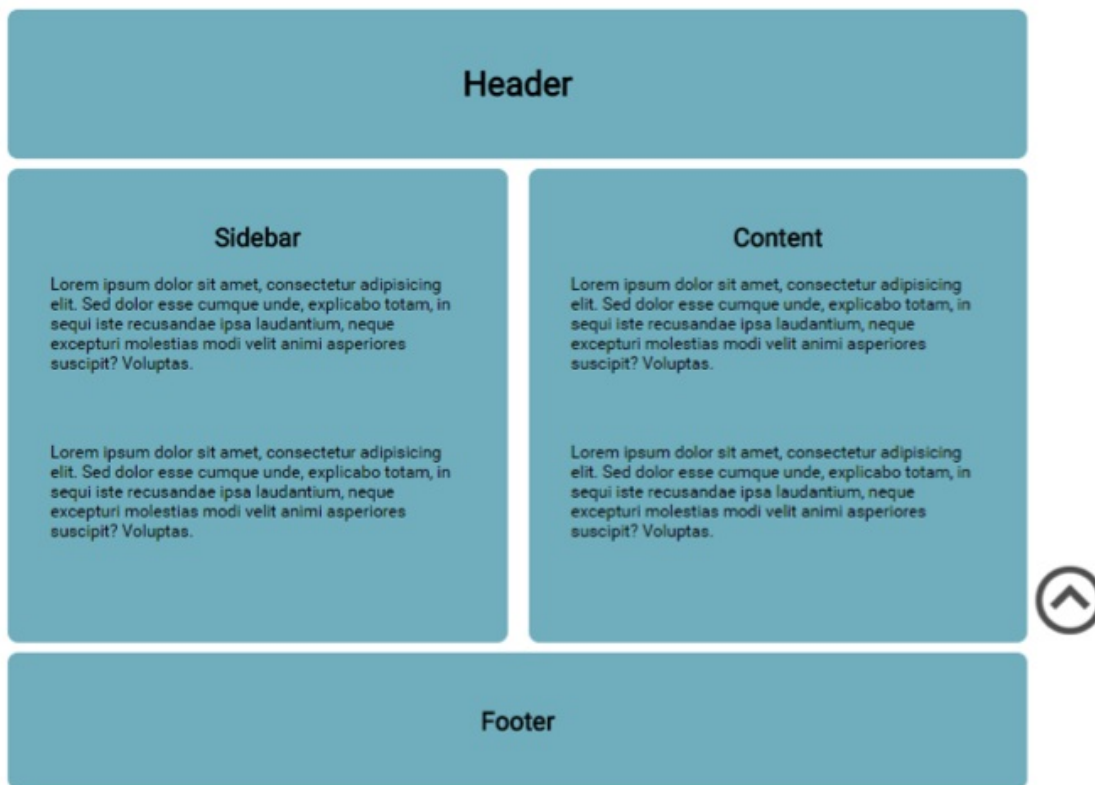 Header
Sidebar
Lorem ipsum dolor sit amet, consectetur adipisicing
elit. Sed dolor esse cumque unde, explicabo totam, in
sequi iste recusandae ipsa laudantium, neque
excepturi molestias modi velit animi asperiores
suscipit? Voluptas.
Lorem ipsum dolor sit amet, consectetur adipisicing
elit. Sed dolor esse cumque unde, explicabo totam, in
sequi iste recusandae ipsa laudantium, neque
excepturi molestias modi velit animi asperiores
suscipit? Voluptas.
Content
Lorem ipsum dolor sit amet, consectetur adipisicing
elit. Sed dolor esse cumque unde, explicabo totam, in
sequi iste recusandae ipsa laudantium, neque
excepturi molestias modi velit animi asperiores
suscipit? Voluptas.
Lorem ipsum dolor sit amet, consectetur adipisicing
elit. Sed dolor esse cumque unde, explicabo totam, in
sequi iste recusandae ipsa laudantium, neque
excepturi molestias modi velit animi asperiores
suscipit? Voluptas.
Footer